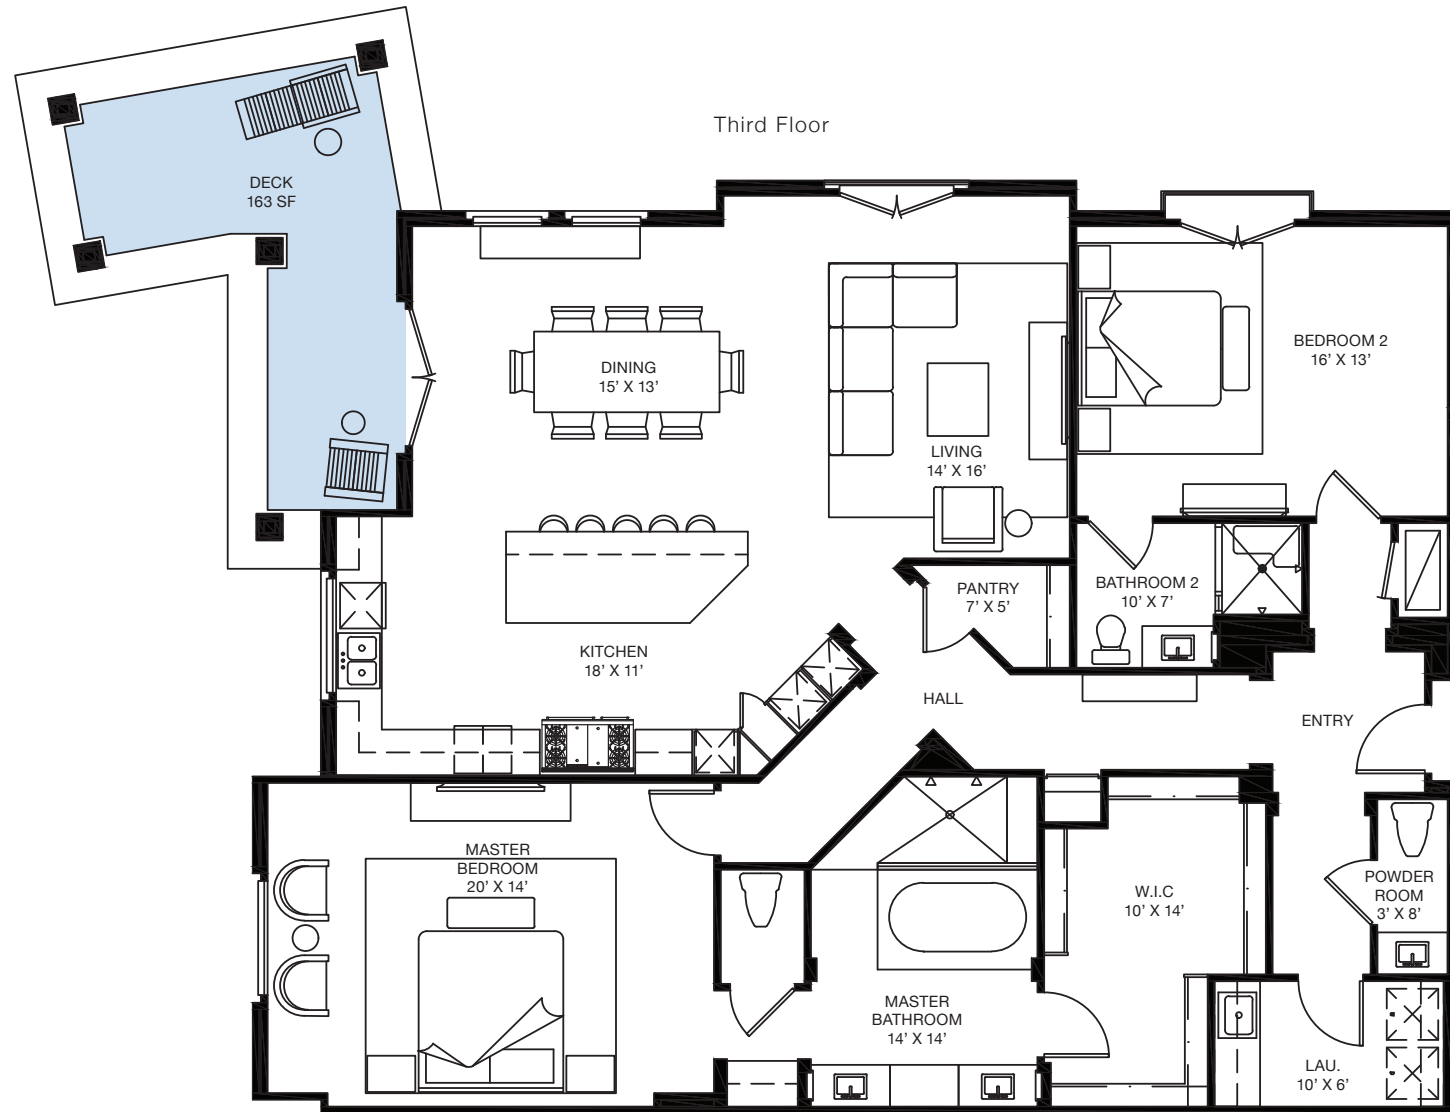 Third Floor
DECK
163 SF
DINING
15’ X 13’
LIVING
14’ X 16’
BEDROOM 2
16’ X 13’
KITCHEN
18’ X 11’
PANTRY
7’ X 5’
BATHROOM 2
10’ X 7’
HALL
ENTRY
MASTER
BEDROOM
20’ X 14’
W.I.C
10’ X 14’
POWDER
ROOM
3’ X 8’
MASTER
BATHROOM
14’ X 14’
LAU.
10’ X 6’